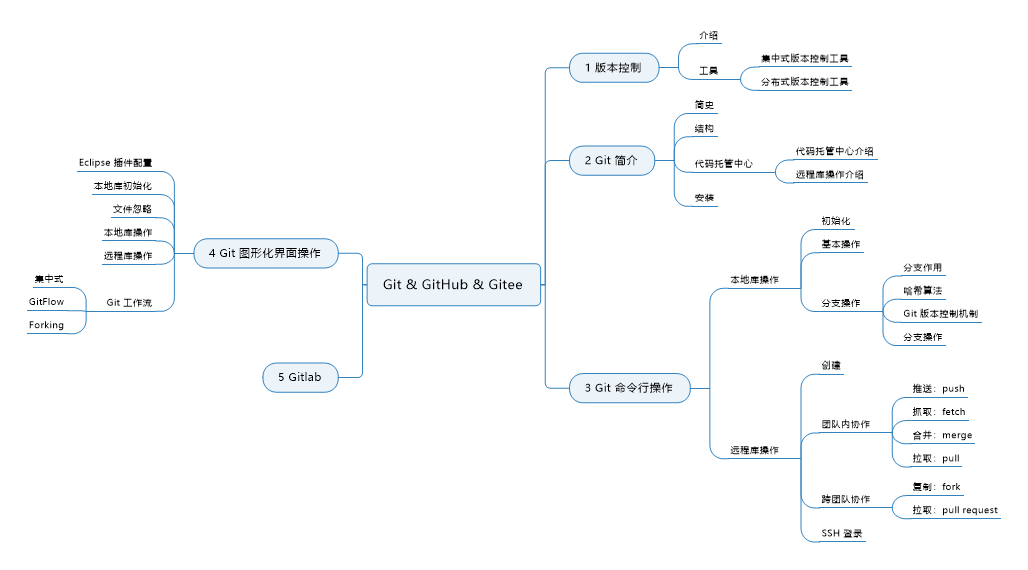 Git & GitHub & Gitee
1 版本控制
介绍
工具
集中式版本控制工具
分布式版本控制工具
2 Git 简介
简史
结构
代码托管中心
代码托管中心介绍
远程库操作介绍
安装
3 Git 命令行操作
本地库操作
初始化
基本操作
分支操作
分支作用
哈希算法
Git 版本控制机制
分支操作
远程库操作
创建
团队内协作
推送：push
抓取：fetch
合并：merge
拉取：pull
跨团队协作
复制：fork
拉取：pull request
SSH 登录
4 Git 图形化界面操作
Eclipse 插件配置
本地库初始化
文件忽略
本地库操作
远程库操作
Git 工作流
集中式
GitFlow
Forking
5 Gitlab